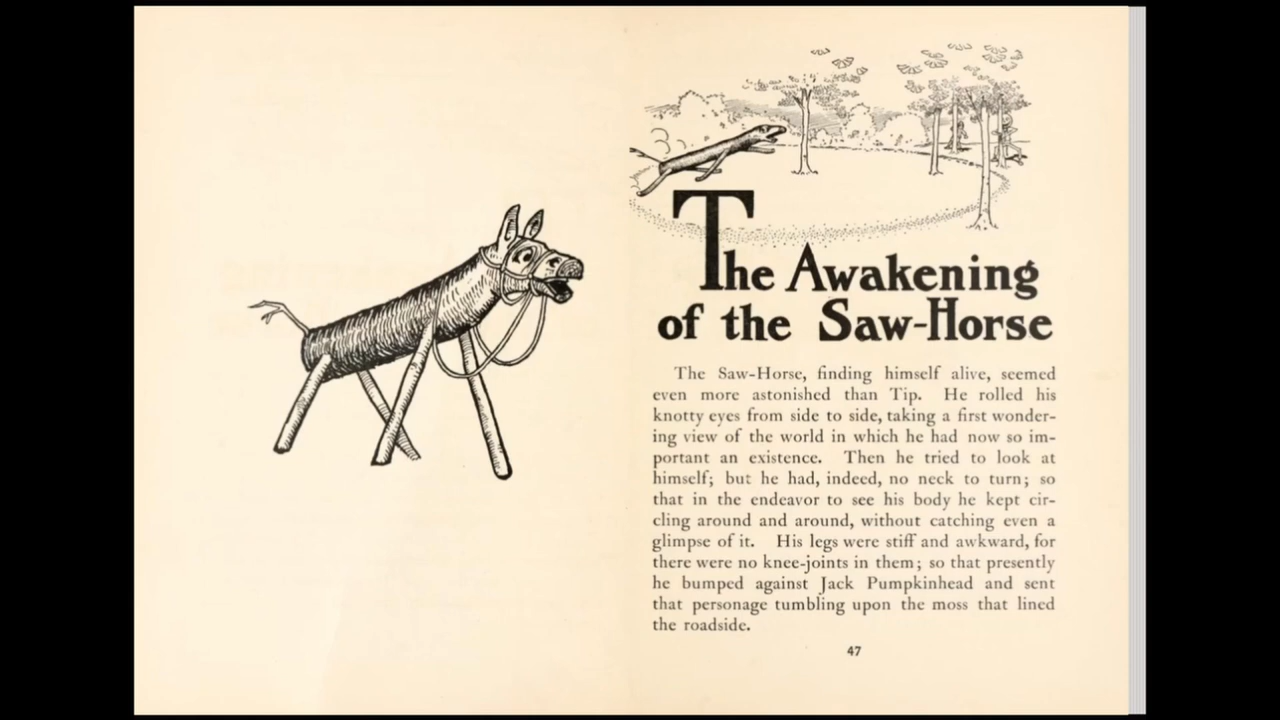 The Awakening
of the Saw-Horse
The Saw-Horse, finding himself alive, seemed
even more astonished than Tip. He rolled his
knotty eyes from side to side, taking a first wonder-
ing view of the world in which he had now so im-
portant an existence. Then he tried to look at
himself; but he had, indeed, no neck to turn; so
that in the endeavor to see his body he kept cir-
cling around and around, without catching even a
glimpse of it. His legs were stiff and awkward, for
there were no knee-joints in them; so that presently
he bumped against Jack Pumpkinhead and sent
that personage tumbling upon the moss that lined
the roadside.
47